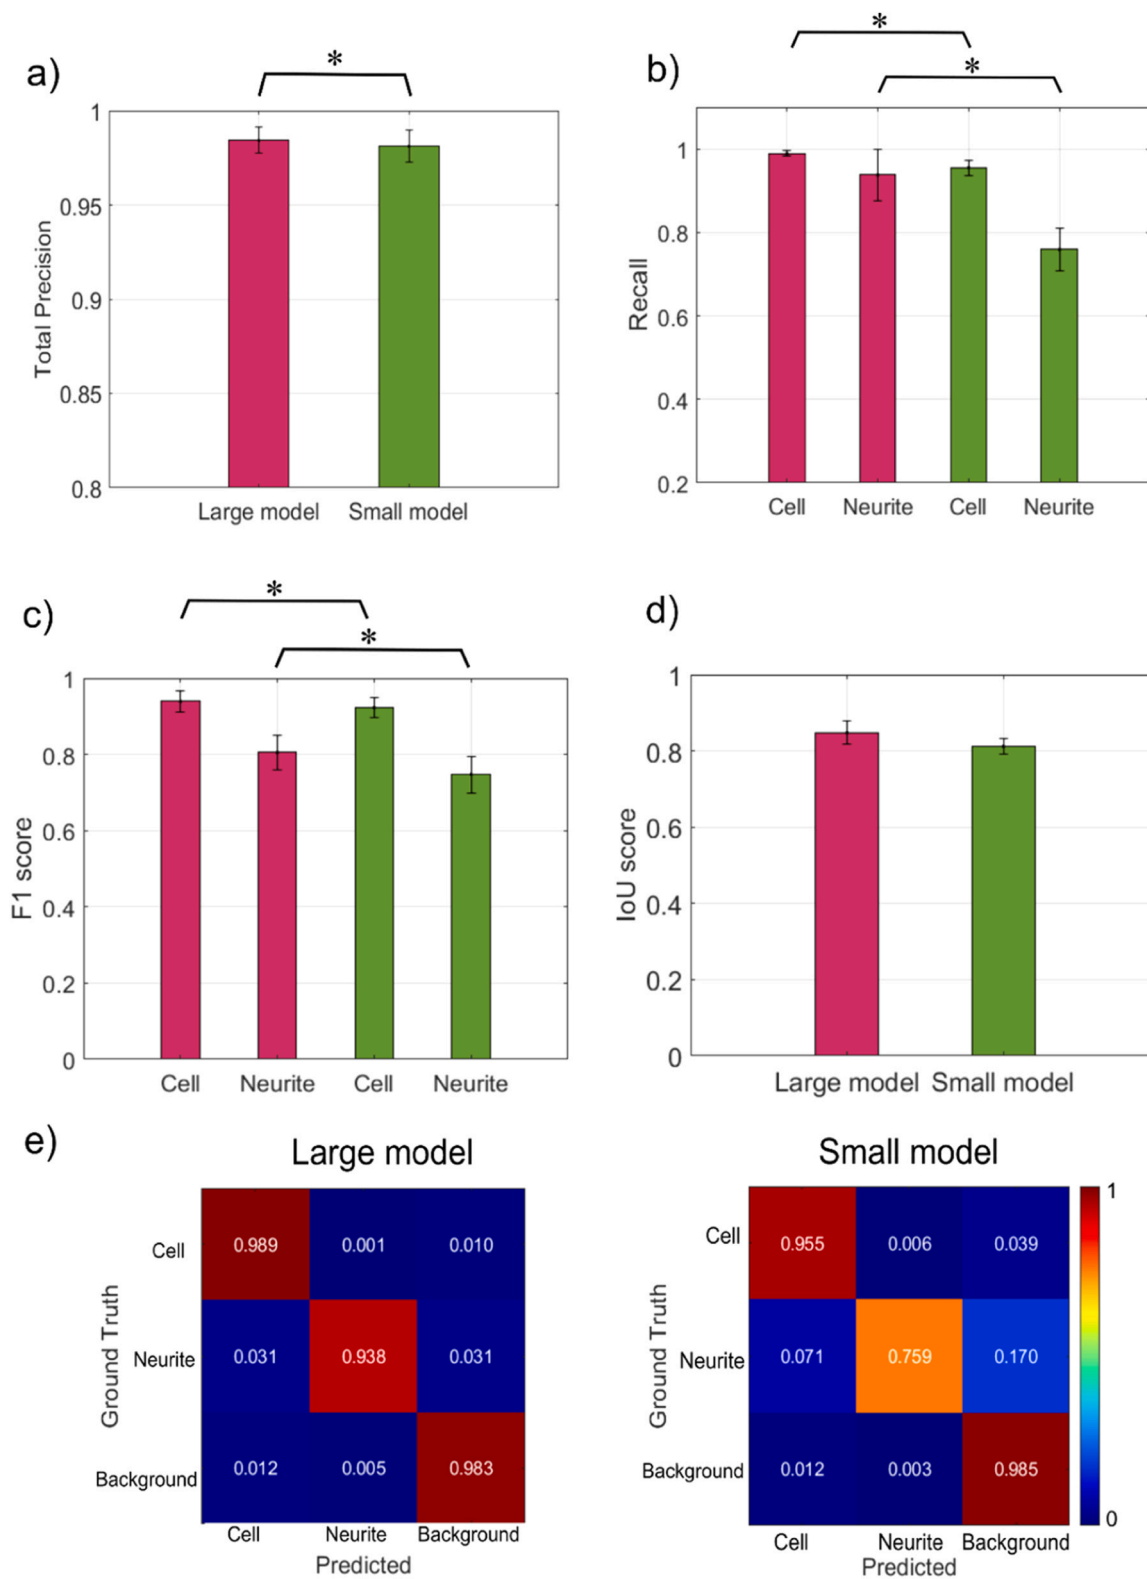 a)
*
1
0.95
0.9
0.85
0.8
Total Precision
Large model Small model
b)
*
*
1
0.8
0.6
0.4
0.2
Recall
Cell Neurite Cell Neurite
c)
*
*
1
0.8
0.6
0.4
0.2
0
F1 score
Cell Neurite Cell Neurite
d)
1
0.8
0.6
0.4
0.2
0
IoU score
Large model Small model
e)
Large model
Ground Truth
Cell 0.989 0.001 0.010
Neurite 0.031 0.938 0.031
Background 0.012 0.005 0.983
Cell Neurite Background
Predicted
Small model
Ground Truth
Cell 0.955 0.006 0.039
Neurite 0.071 0.759 0.170
Background 0.012 0.003 0.985
Cell Neurite Background
Predicted
1
0